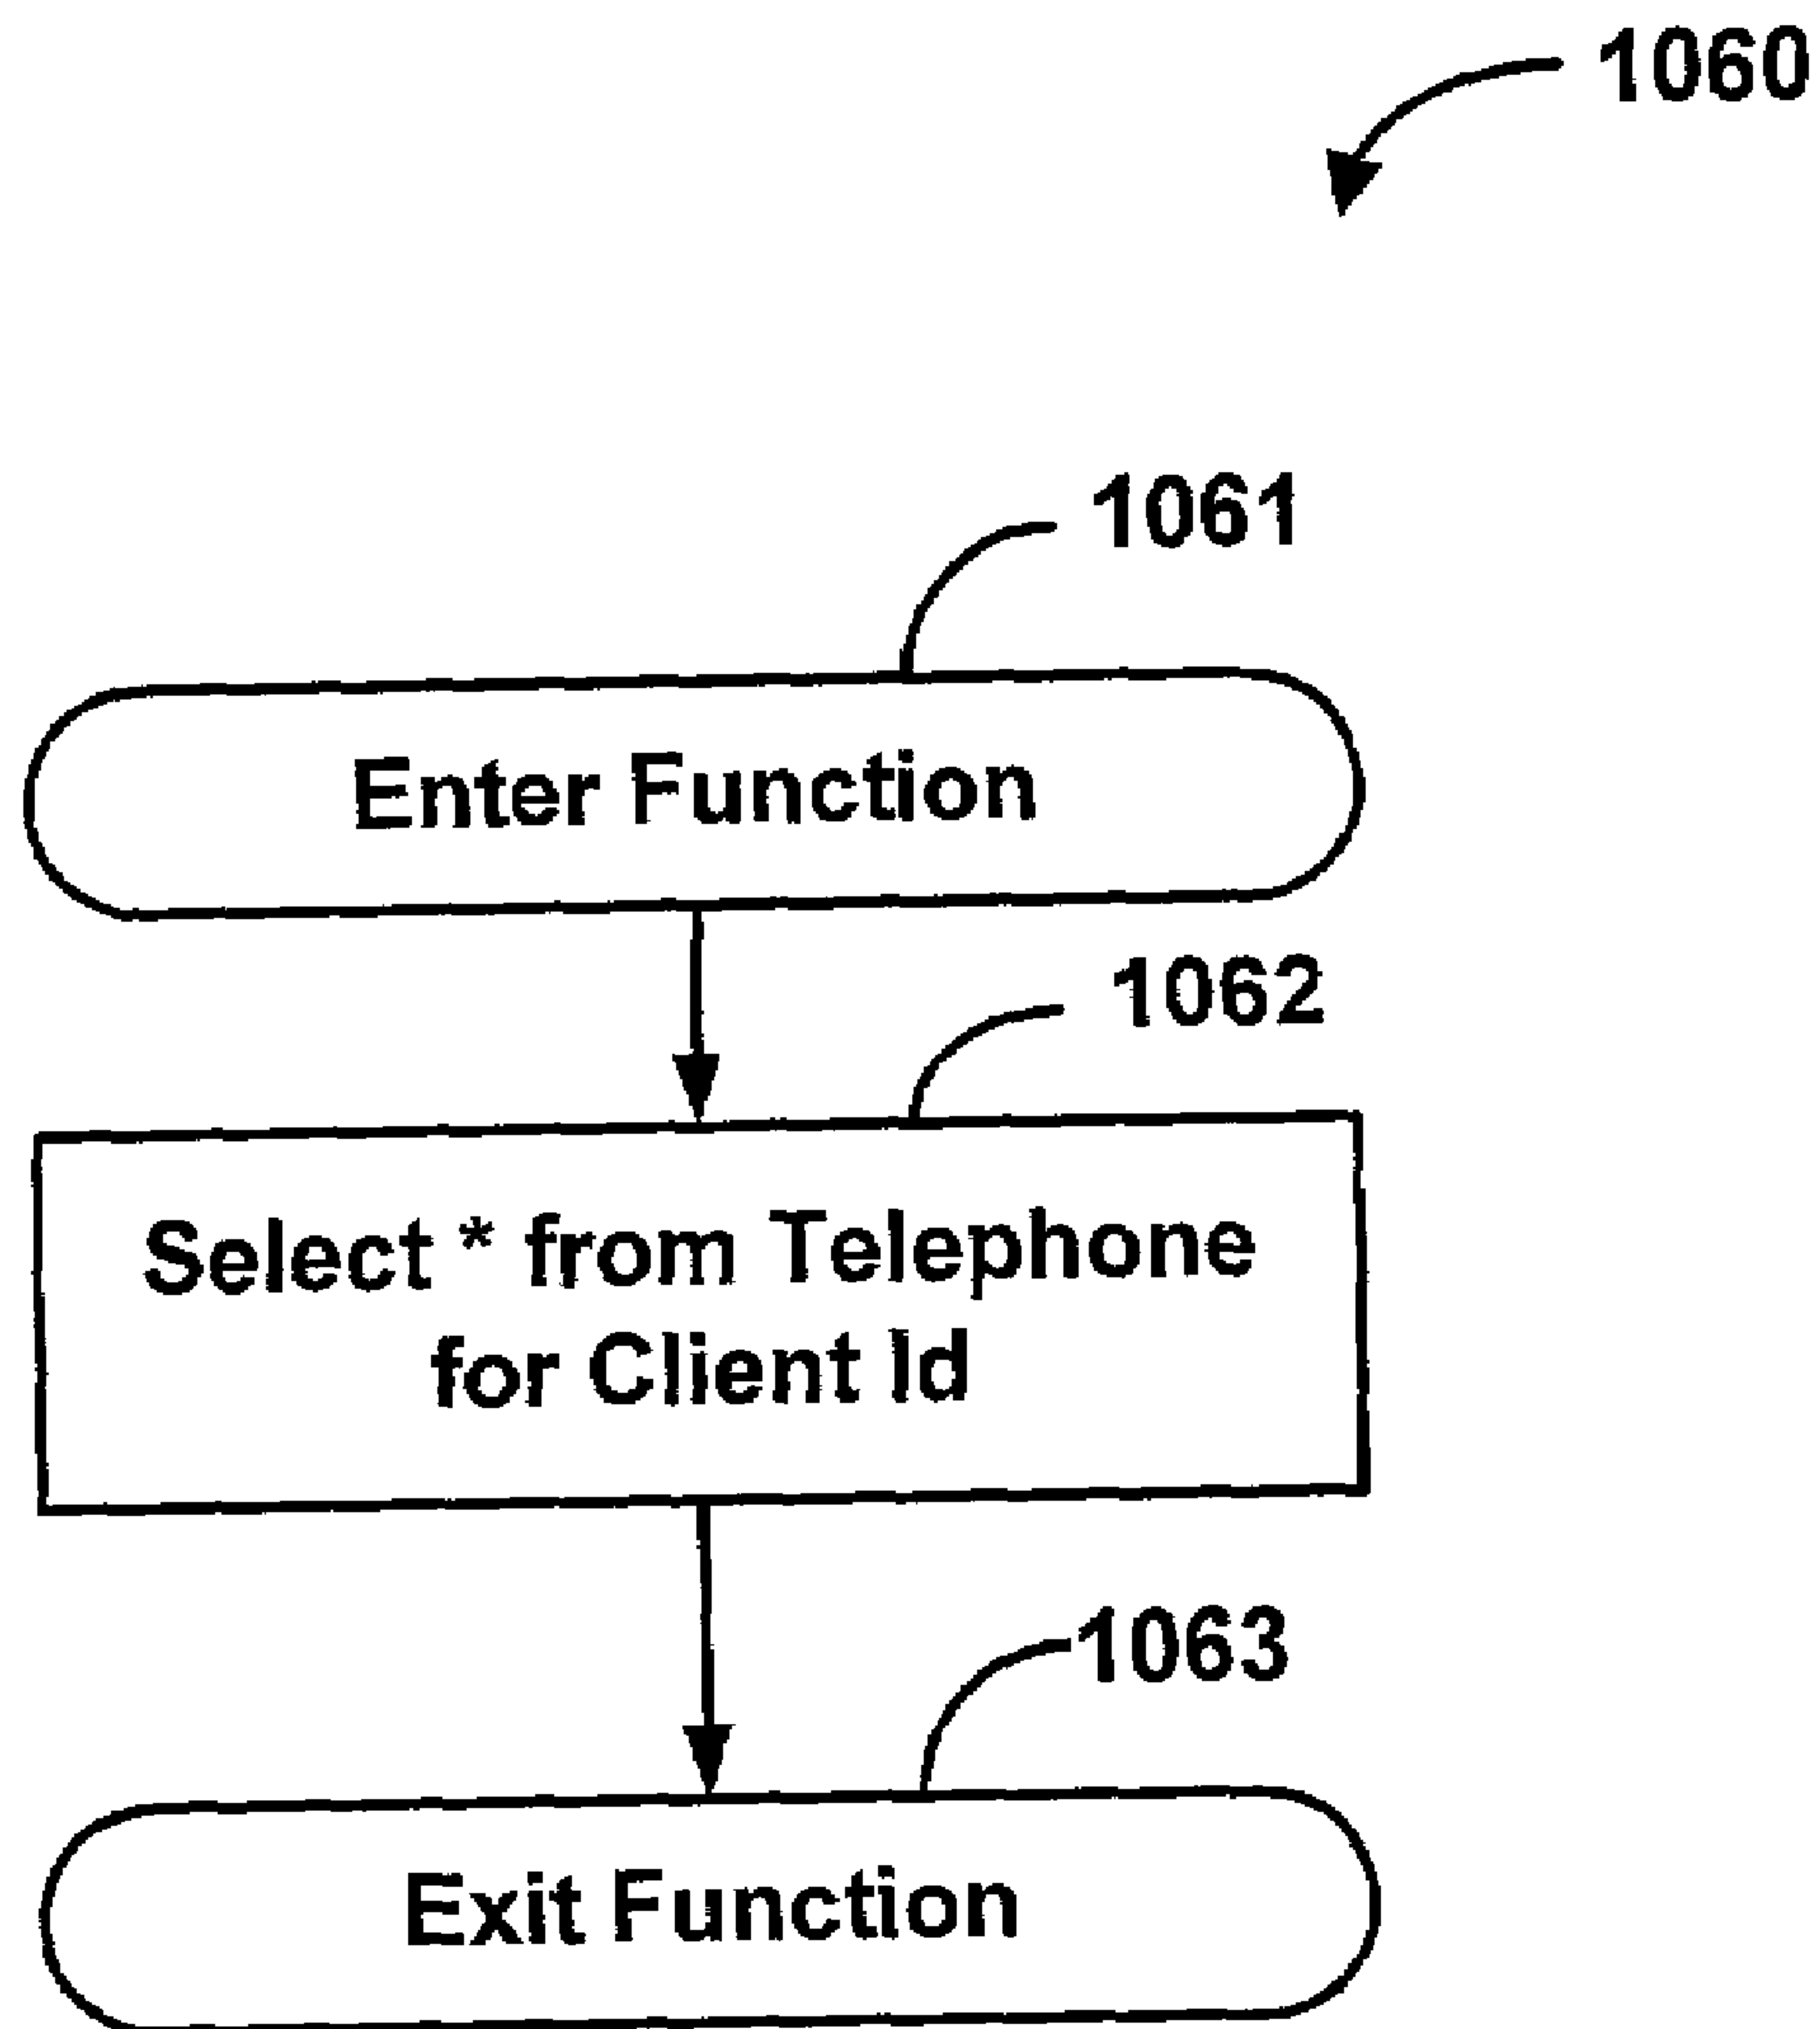 1060
1061
Enter Function
1062
Select * from Telephone
for Client Id
1063
Exit Function